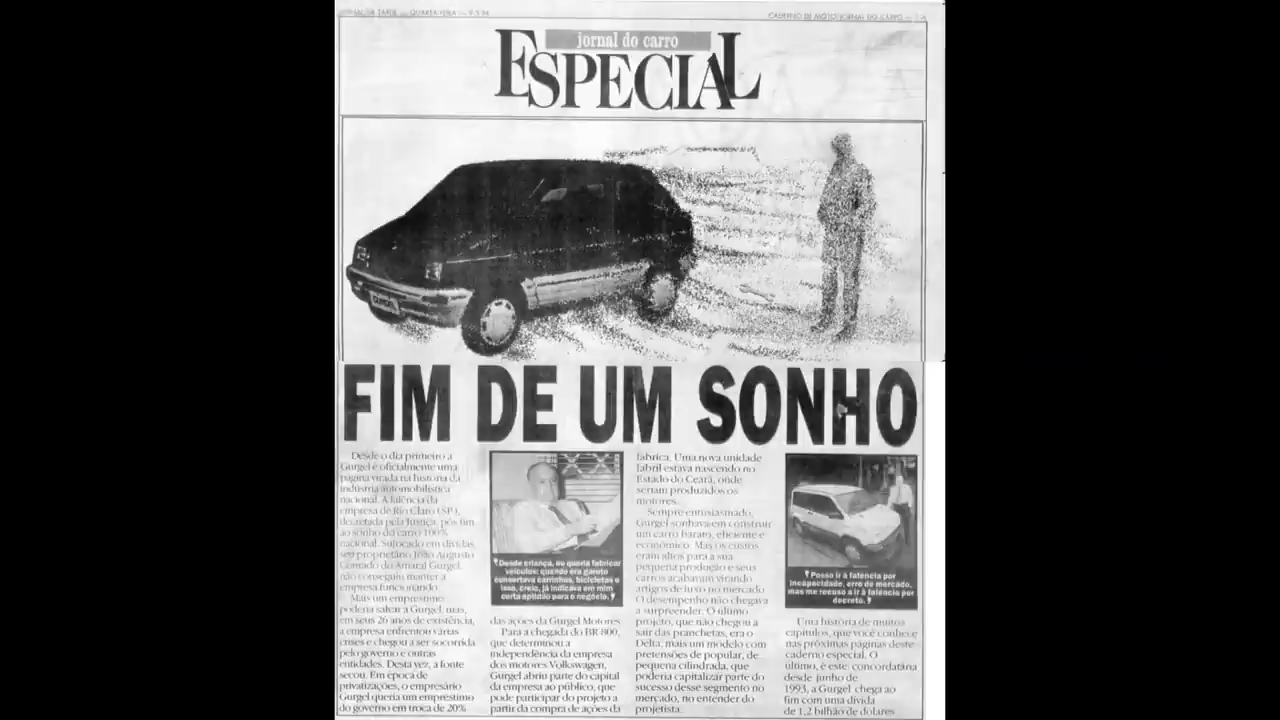 QUARTA-FEIRA
CADERNO DE MOTO/JORNAL DO CARRO
jornal do carro
ESPECIAL
GURGEL
FIM DE UM SONHO
Desde o dia primeiro a
Gurgel é oficialmente uma
página virada na história da
indústria automobilística
nacional. A falência da
empresa de Rio Claro (SP),
decretada pela Justiça, pôs fim
ao sonho do carro 100%
nacional. Sufocado em dívidas,
seu proprietário João Augusto
Conrado do Amaral Gurgel,
não conseguiu manter a
empresa funcionando.
Mais um empréstimo
poderia salvar a Gurgel, mas,
em seus 26 anos de existência,
a empresa enfrentou várias
crises e chegou a ser socorrida
pelo governo e outras
entidades. Desta vez, a fonte
secou. Em época de
privatizações, o empresário
Gurgel queria um empréstimo
do governo em troca de 20%
Desde criança, eu queria fabricar
veículos: quando era garoto
consertava carrinhos, bicicletas e
isso, creio, já indicava em mim
certa aptidão para o negócio.
das ações da Gurgel Motores.
Para a chegada do BR-800,
que determinou a
independência da empresa
dos motores Volkswagen,
Gurgel abriu parte do capital
da empresa ao público, que
pôde participar do projeto a
partir da compra de ações da
fábrica. Uma nova unidade
fabril estava nascendo no
Estado do Ceará, onde
seriam produzidos os
motores.
Sempre entusiasmado,
Gurgel sonhava em construir
um carro barato, eficiente e
econômico. Mas os custos
eram altos para a sua
pequena produção e seus
carros acabavam virando
artigos de luxo no mercado.
O desempenho não chegava
a surpreender. O último
projeto, que não chegou a
sair das pranchetas, era o
Delta, mais um modelo com
pretensões de popular, de
pequena cilindrada, que
poderia capitalizar parte do
sucesso desse segmento no
mercado, no entender do
projetista.
Posso ir à falência por
incapacidade, erro de mercado,
mas me recuso a ir à falência por
decreto.
Uma história de muitos
capítulos, que você conhece
nas próximas páginas deste
caderno especial. O
último, é este: concordatária
desde junho de
1993, a Gurgel chega ao
fim com uma dívida
de 1,2 bilhão de dólares